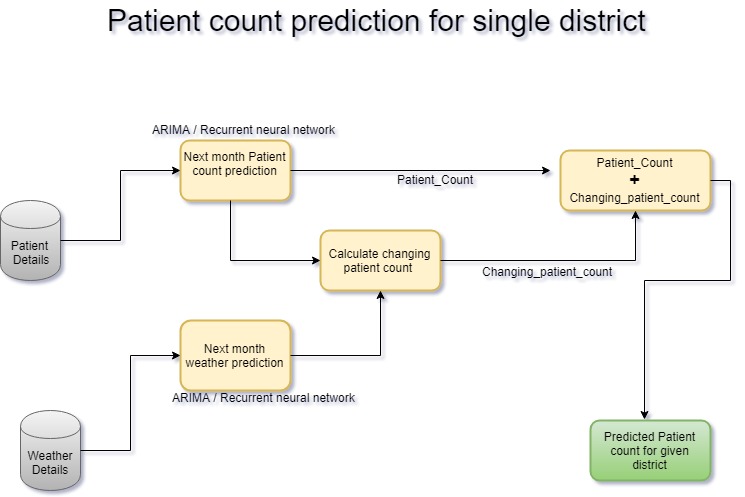 Patient count prediction for single district
ARIMA / Recurrent neural network
Next month Patient
count prediction
Patient_Count
Patient_Count
+
Changing_patient_count
Patient
Details
Calculate changing
patient count
Changing_patient_count
Next month
weather prediction
ARIMA / Recurrent neural network
Weather
Details
Predicted Patient
count for given
district